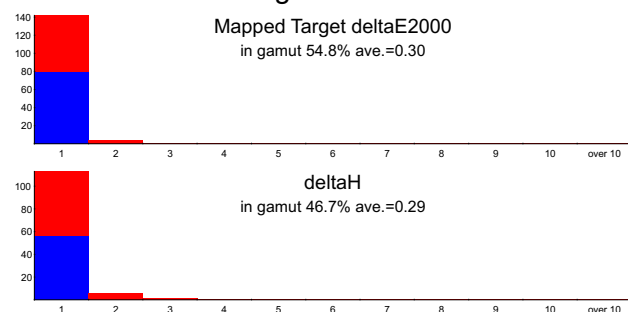 Mapped Target deltaE2000
in gamut 54.8% ave.=0.30
140
120
100
80
60
40
20
1 2 3 4 5 6 7 8 9 10 over 10
deltaH
in gamut 46.7% ave.=0.29
100
80
60
40
20
1 2 3 4 5 6 7 8 9 10 over 10